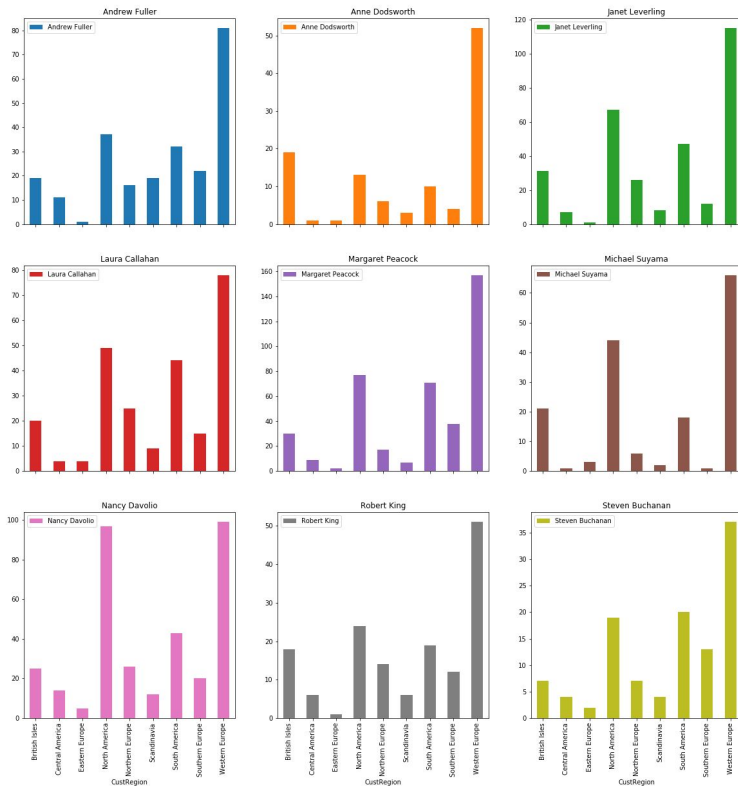 Andrew Fuller
Anne Dodsworth
Janet Leverling
Andrew Fuller
80
70
60
50
40
30
20
10
0
Anne Dodsworth
50
40
30
20
10
0
Janet Leverling
120
100
80
60
40
20
0
Laura Callahan
Margaret Peacock
Michael Suyama
Laura Callahan
80
70
60
50
40
30
20
10
0
Margaret Peacock
160
140
120
100
80
60
40
20
0
Michael Suyama
60
50
40
30
20
10
0
Nancy Davolio
Robert King
Steven Buchanan
Nancy Davolio
100
80
60
40
20
0
British Isles
Central America
Eastern Europe
North America
Northern Europe
Scandinavia
South America
Southern Europe
Western Europe
CustRegion
Robert King
50
40
30
20
10
0
British Isles
Central America
Eastern Europe
North America
Northern Europe
Scandinavia
South America
Southern Europe
Western Europe
CustRegion
Steven Buchanan
35
30
25
20
15
10
5
0
British Isles
Central America
Eastern Europe
North America
Northern Europe
Scandinavia
South America
Southern Europe
Western Europe
CustRegion